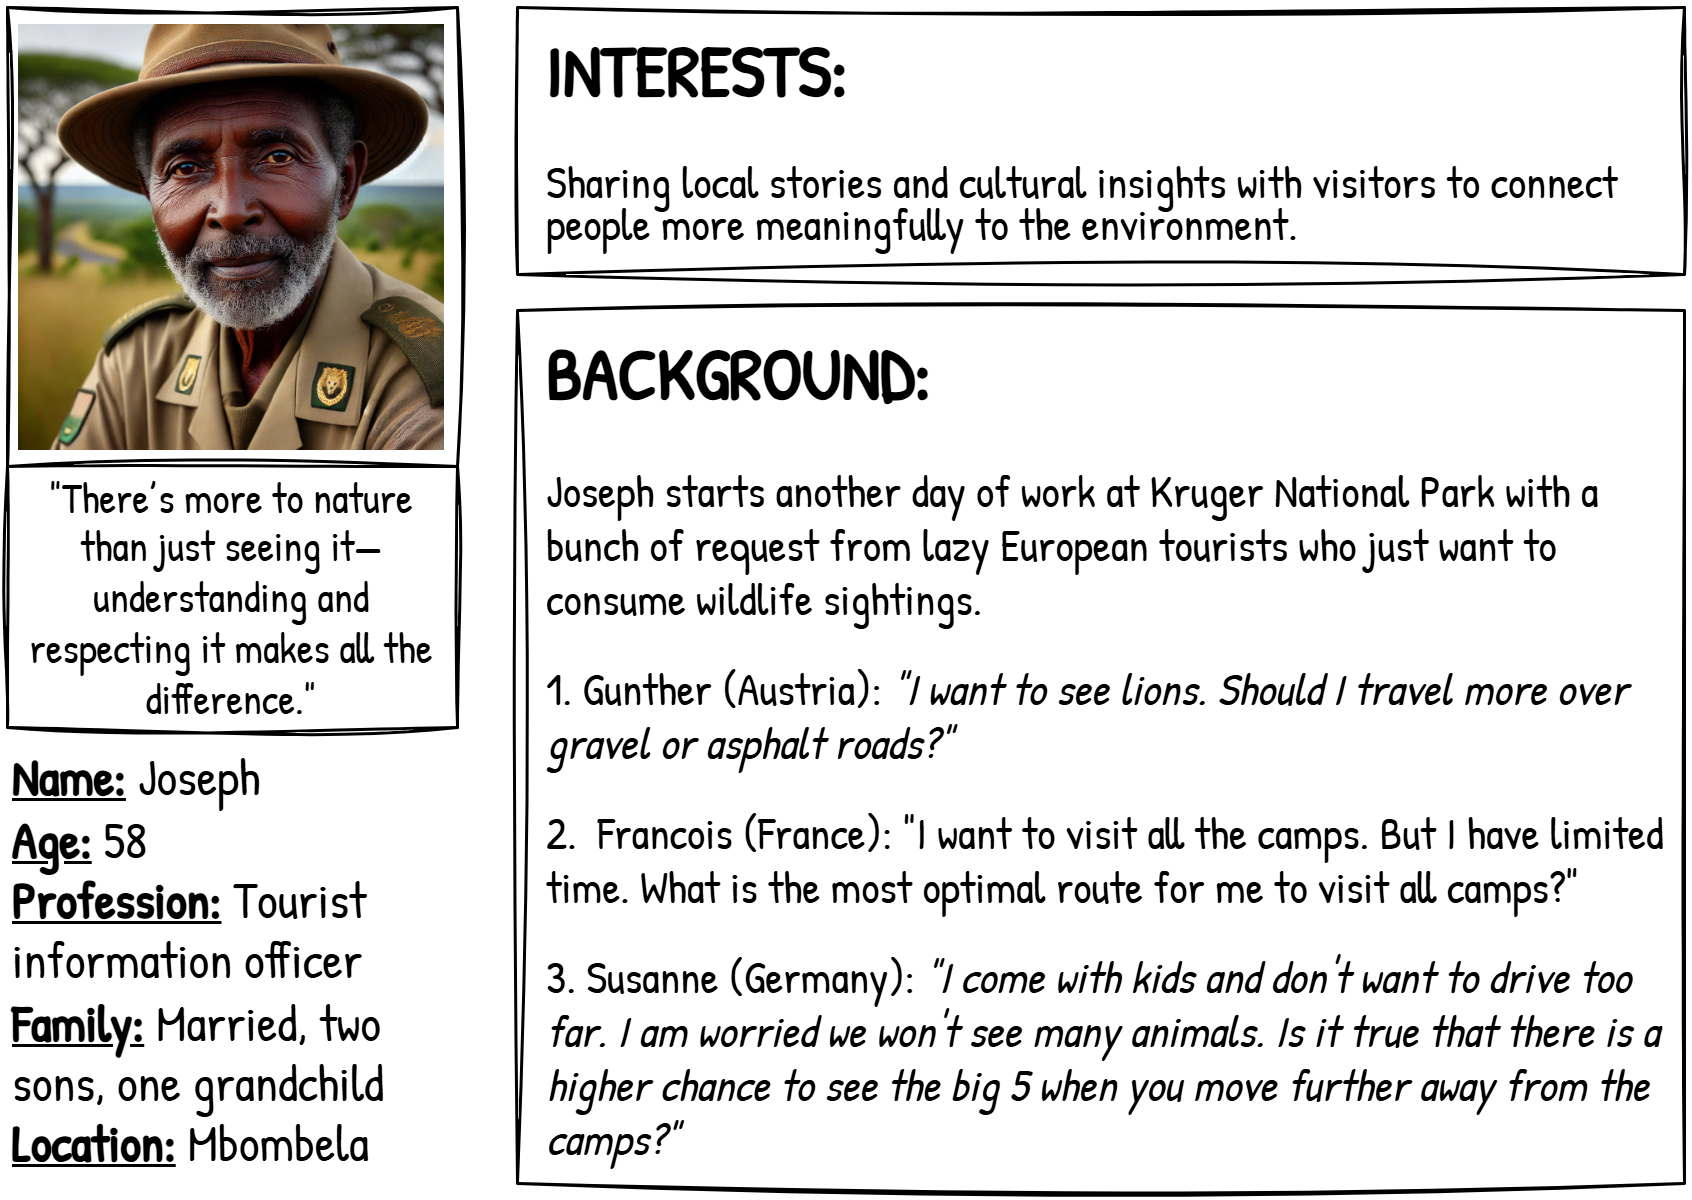 "There's more to nature
than just seeing it—
understanding and
respecting it makes all the
difference."
Name: Joseph
Age: 58
Profession: Tourist
information officer
Family: Married, two
sons, one grandchild
Location: Mbombela
INTERESTS:
Sharing local stories and cultural insights with visitors to connect
people more meaningfully to the environment.
BACKGROUND:
Joseph starts another day of work at Kruger National Park with a
bunch of request from lazy European tourists who just want to
consume wildlife sightings.
1. Gunther (Austria): "I want to see lions. Should I travel more over
gravel or asphalt roads?"
2.  Francois (France): "I want to visit all the camps. But I have limited
time. What is the most optimal route for me to visit all camps?"
3. Susanne (Germany): "I come with kids and don't want to drive too
far. I am worried we won't see many animals. Is it true that there is a
higher chance to see the big 5 when you move further away from the
camps?"